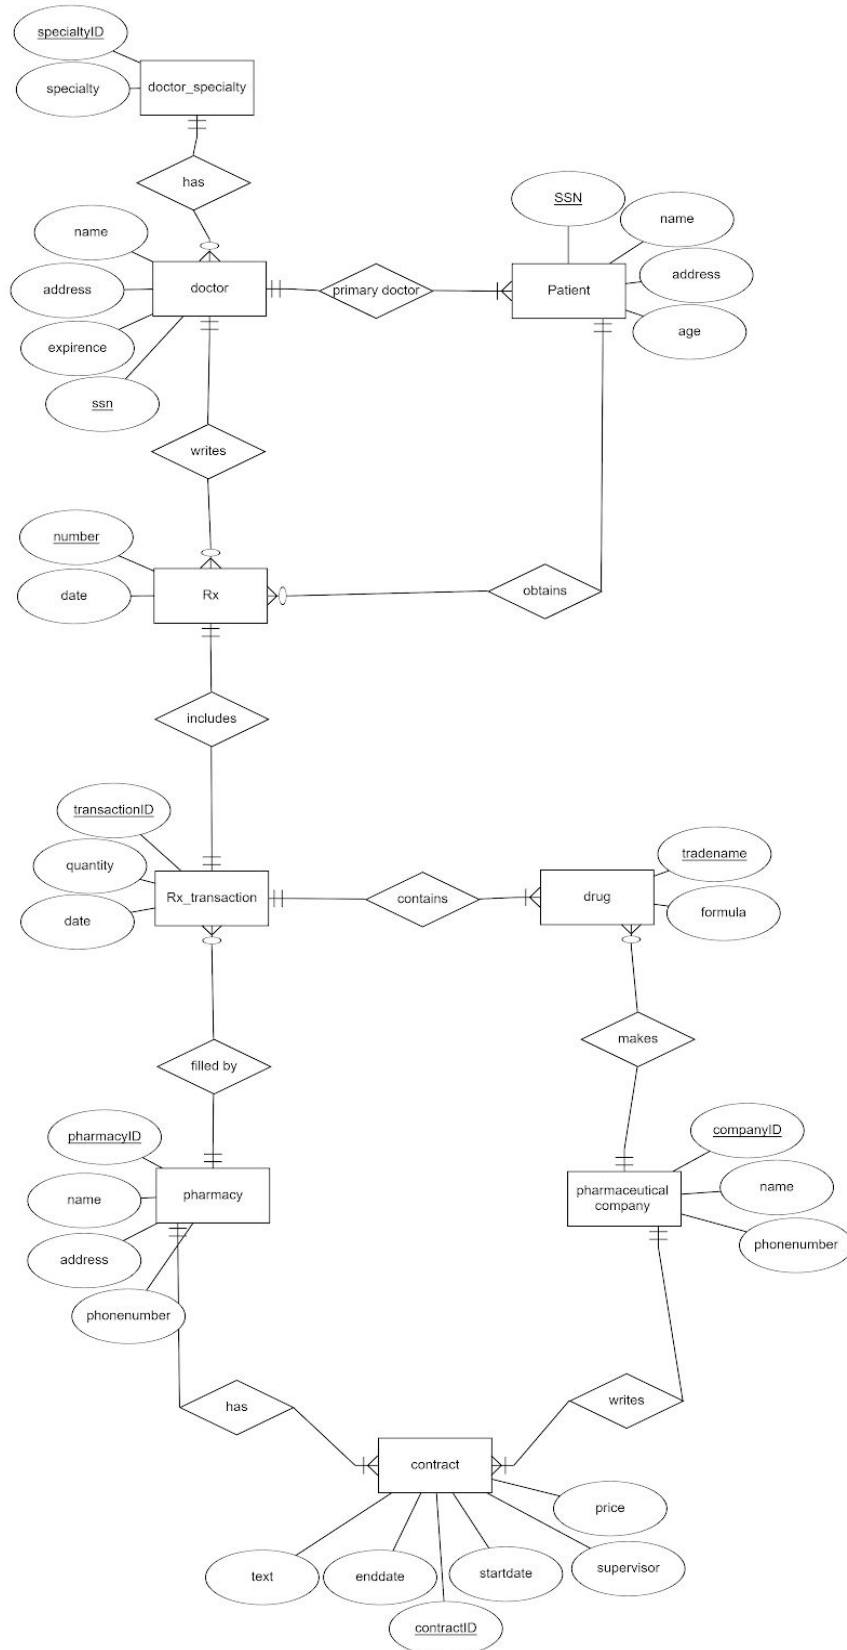 specialtyID
specialty
doctor_specialty
has
SSN
name
name
address
doctor
primary doctor
Patient
address
expirence
age
ssn
writes
number
date
Rx
obtains
includes
transactionID
quantity
date
Rx_transaction
contains
drug
tradename
formula
filled by
makes
pharmacyID
name
address
phonenumber
pharmacy
companyID
pharmaceutical
company
name
phonenumber
has
writes
contract
price
text
enddate
startdate
supervisor
contractID